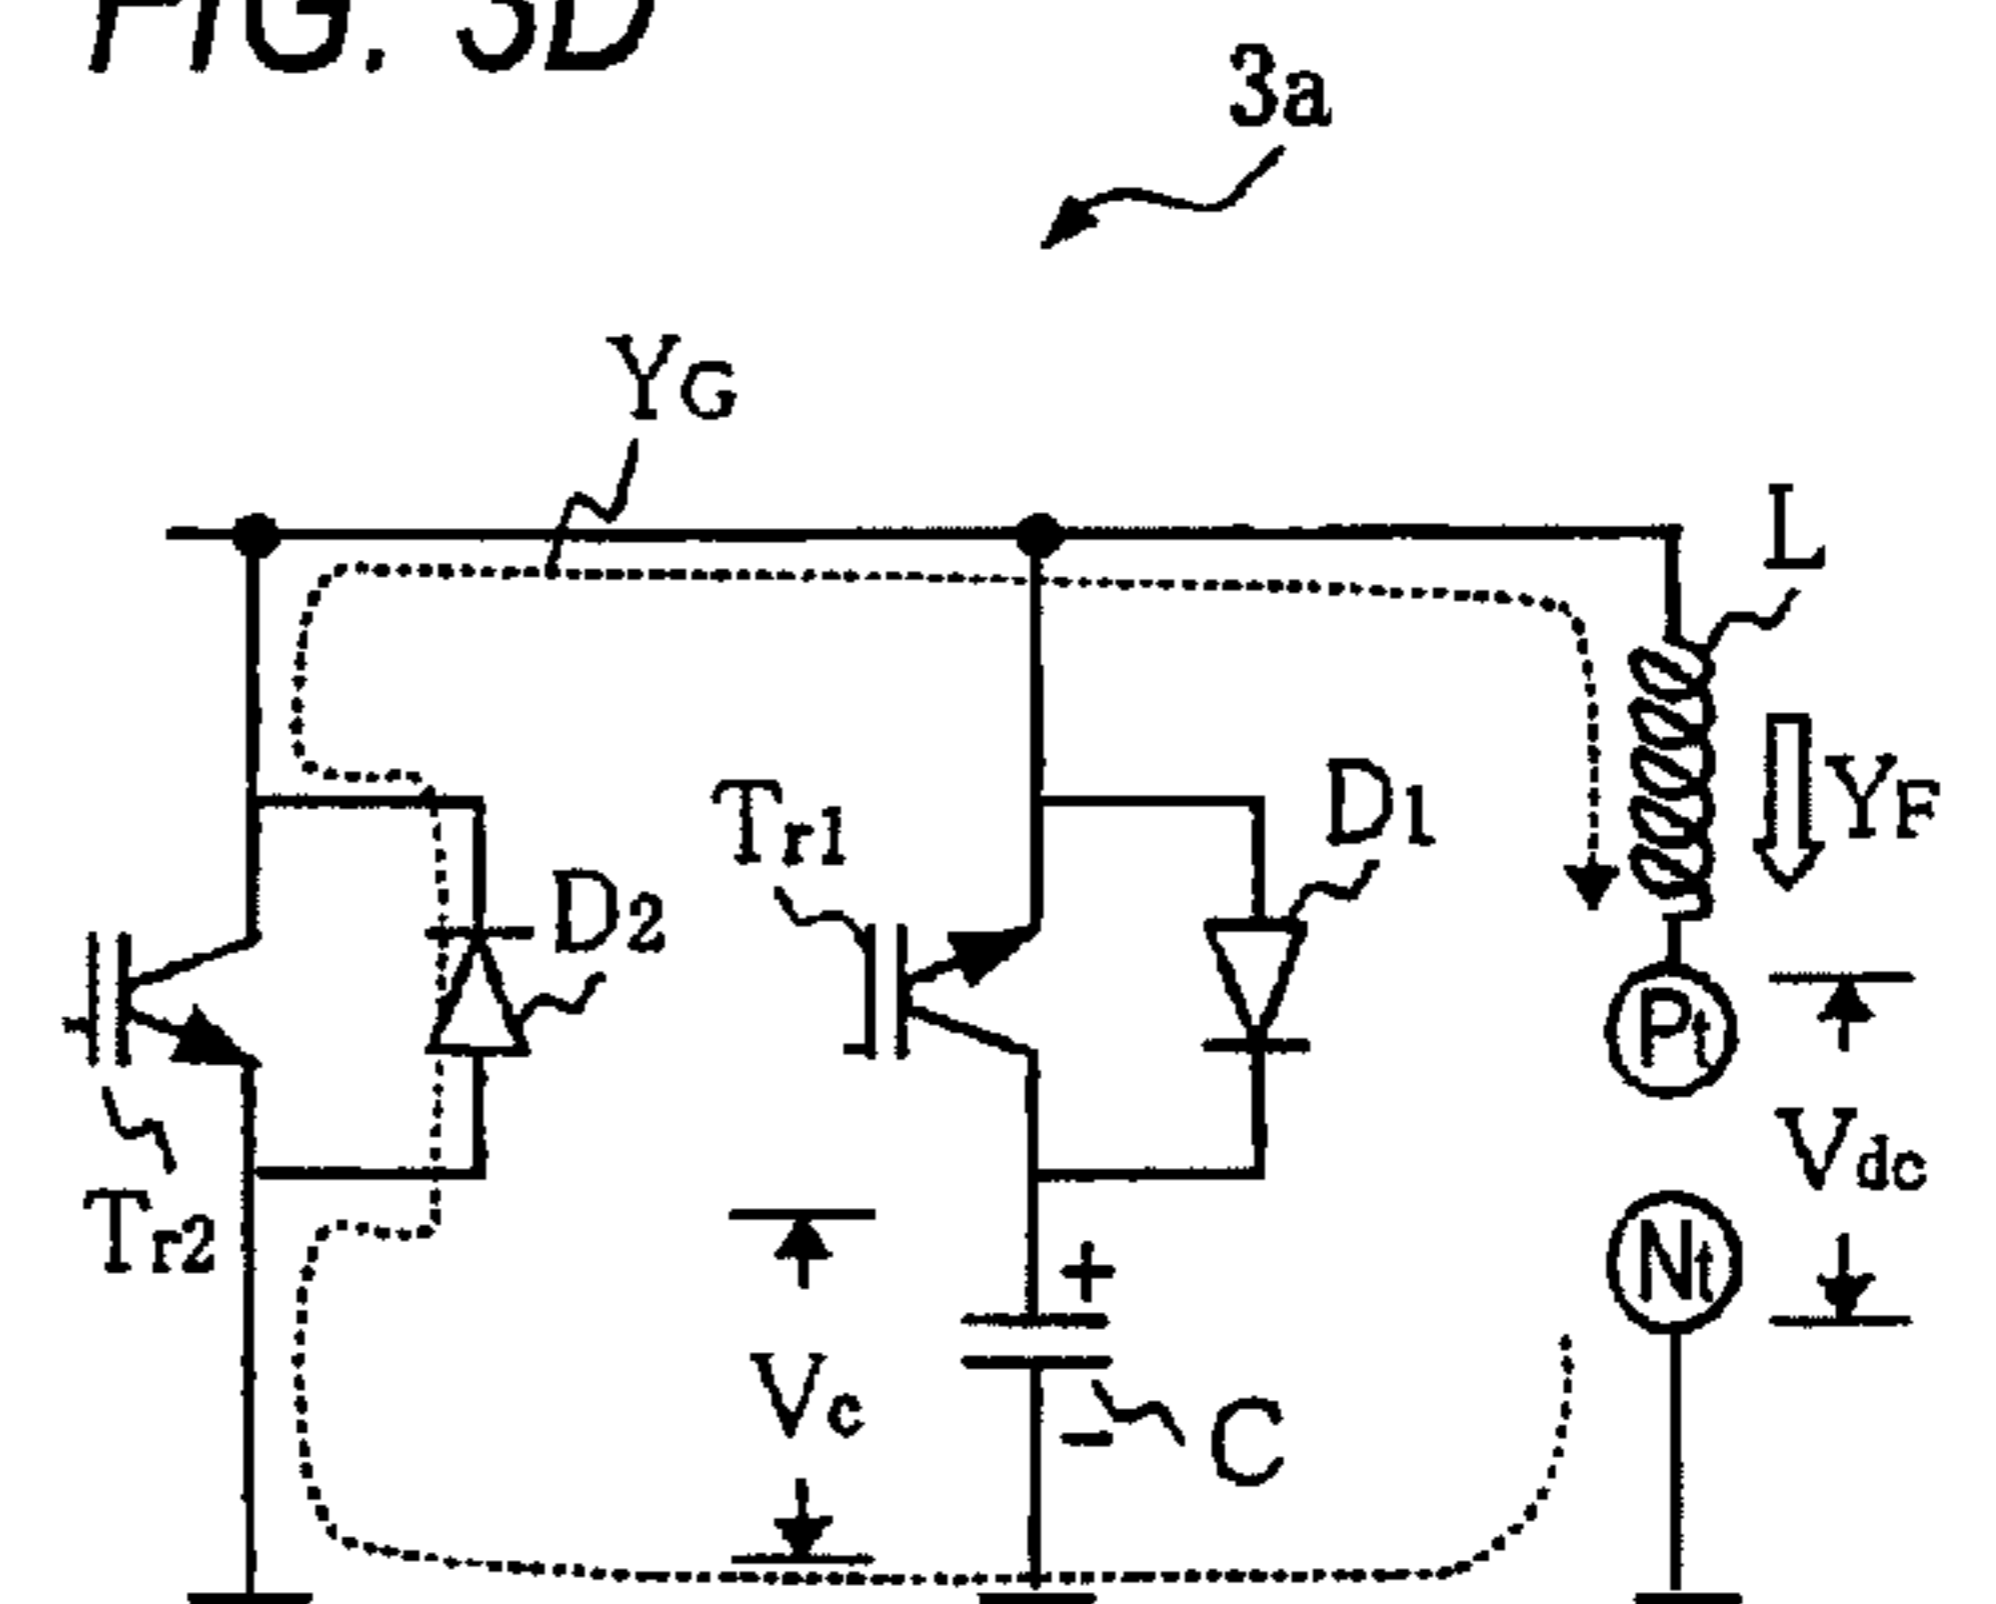 FIG. 3D
3a
YG
L
Tr1
D1
YF
D2
Pt
Tr2
Vdc
+
Nt
Vc
−
C